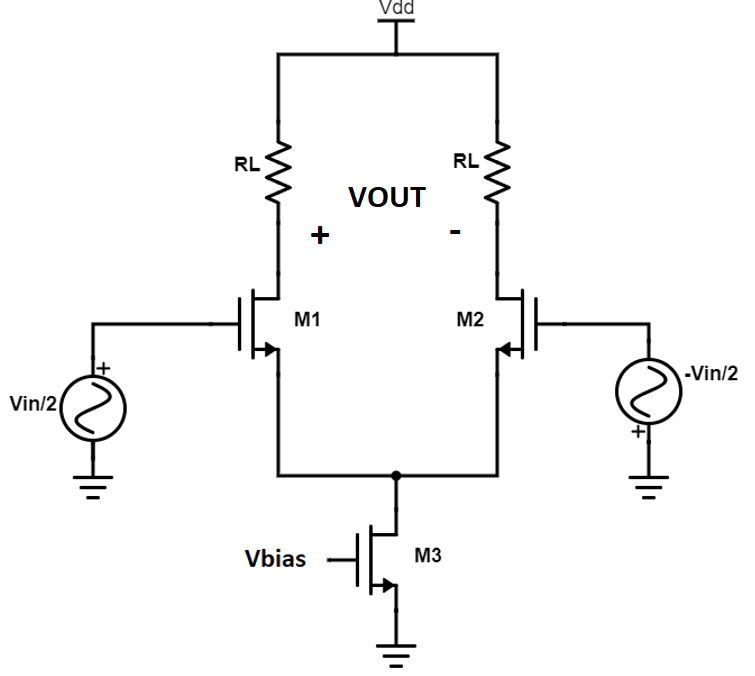 Vdd
RL
RL
VOUT
+
-
M1
M2
+
Vin/2
-Vin/2
+
Vbias
M3